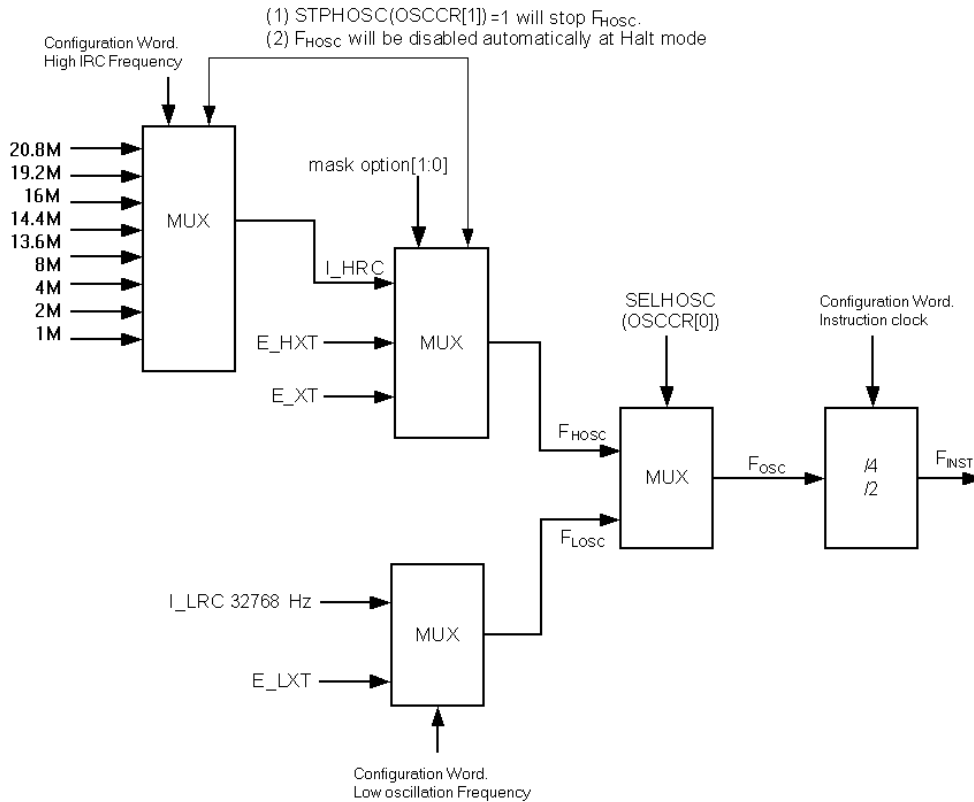 (1) STPHOSC(OSCCR[1])=1 will stop FHOSC.
(2) FHOSC will be disabled automatically at Halt mode
Configuration Word.
High IRC Frequency
20.8M
19.2M
16M
14.4M
13.6M
8M
4M
2M
1M
MUX
mask option[1:0]
I_HRC
E_HXT
E_XT
MUX
SELHOSC
(OSCCR[0])
Configuration Word.
Instruction clock
FHOSC
FLOSC
MUX
FOSC
/4
/2
FINST
I_LRC 32768 Hz
E_LXT
MUX
Configuration Word.
Low oscillation Frequency